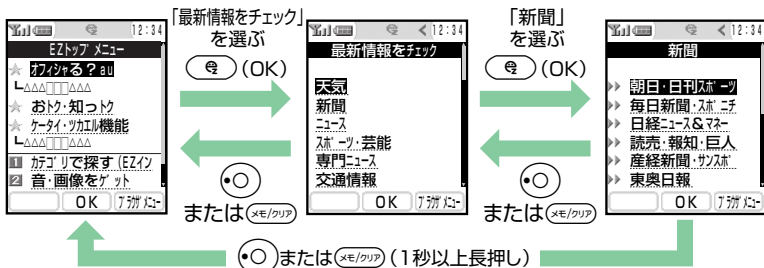 「最新情報をチェック」
を選ぶ
(OK)
「新聞」
を選ぶ
(OK)
12:34
EZトップメニュー
オフィシャる?au
└△△△□□□△△△
おトク・知っトク
ケータイ・ツカエル機能
└△△△□□□△△△
1 カテゴリで探す(EZイン
2 音・画像をゲット
OK ブラウザメニュー
12:34
最新情報をチェック
天気
新聞
ニュース
スポーツ・芸能
専門ニュース
交通情報
OK ブラウザメニュー
12:34
新聞
朝日・日刊スポーツ
毎日新聞・スポニチ
日経ニュース&マネー
読売・報知・巨人
産経新聞・サンスポ
東奥日報
OK ブラウザメニュー
または メモ/クリア
または メモ/クリア
または メモ/クリア (1秒以上長押し)